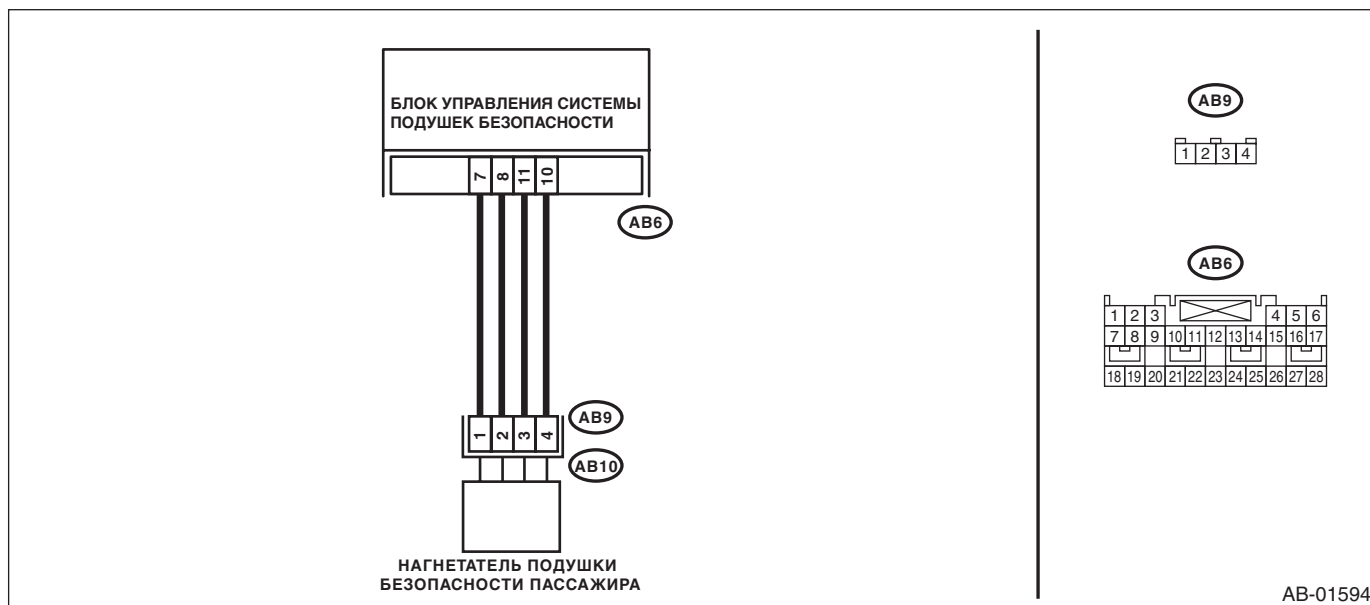 БЛОК УПРАВЛЕНИЯ СИСТЕМЫ
ПОДУШЕК БЕЗОПАСНОСТИ
7 8 11 10
AB6
1 2 3 4
AB9
AB10
НАГНЕТАТЕЛЬ ПОДУШКИ
БЕЗОПАСНОСТИ ПАССАЖИРА
AB9
1 2 3 4
AB6
1 2 3 4 5 6
7 8 9 10 11 12 13 14 15 16 17
18 19 20 21 22 23 24 25 26 27 28
AB-01594